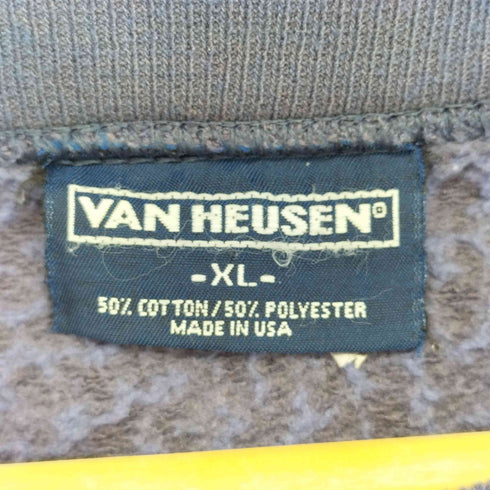 VAN HEUSEN®
-XL-
50% COTTON/50% POLYESTER
MADE IN USA